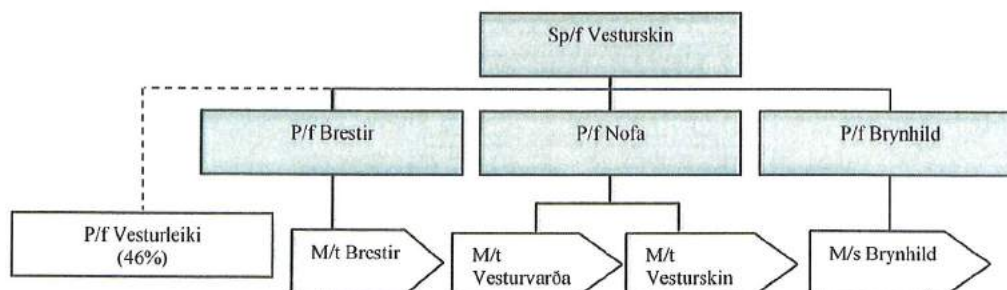 Sp/f Vesturskin
P/f Brestir
P/f Nofa
P/f Brynhild
P/f Vesturleiki
(46%)
M/t Brestir
M/t
Vesturvarða
M/t
Vesturskin
M/s Brynhild